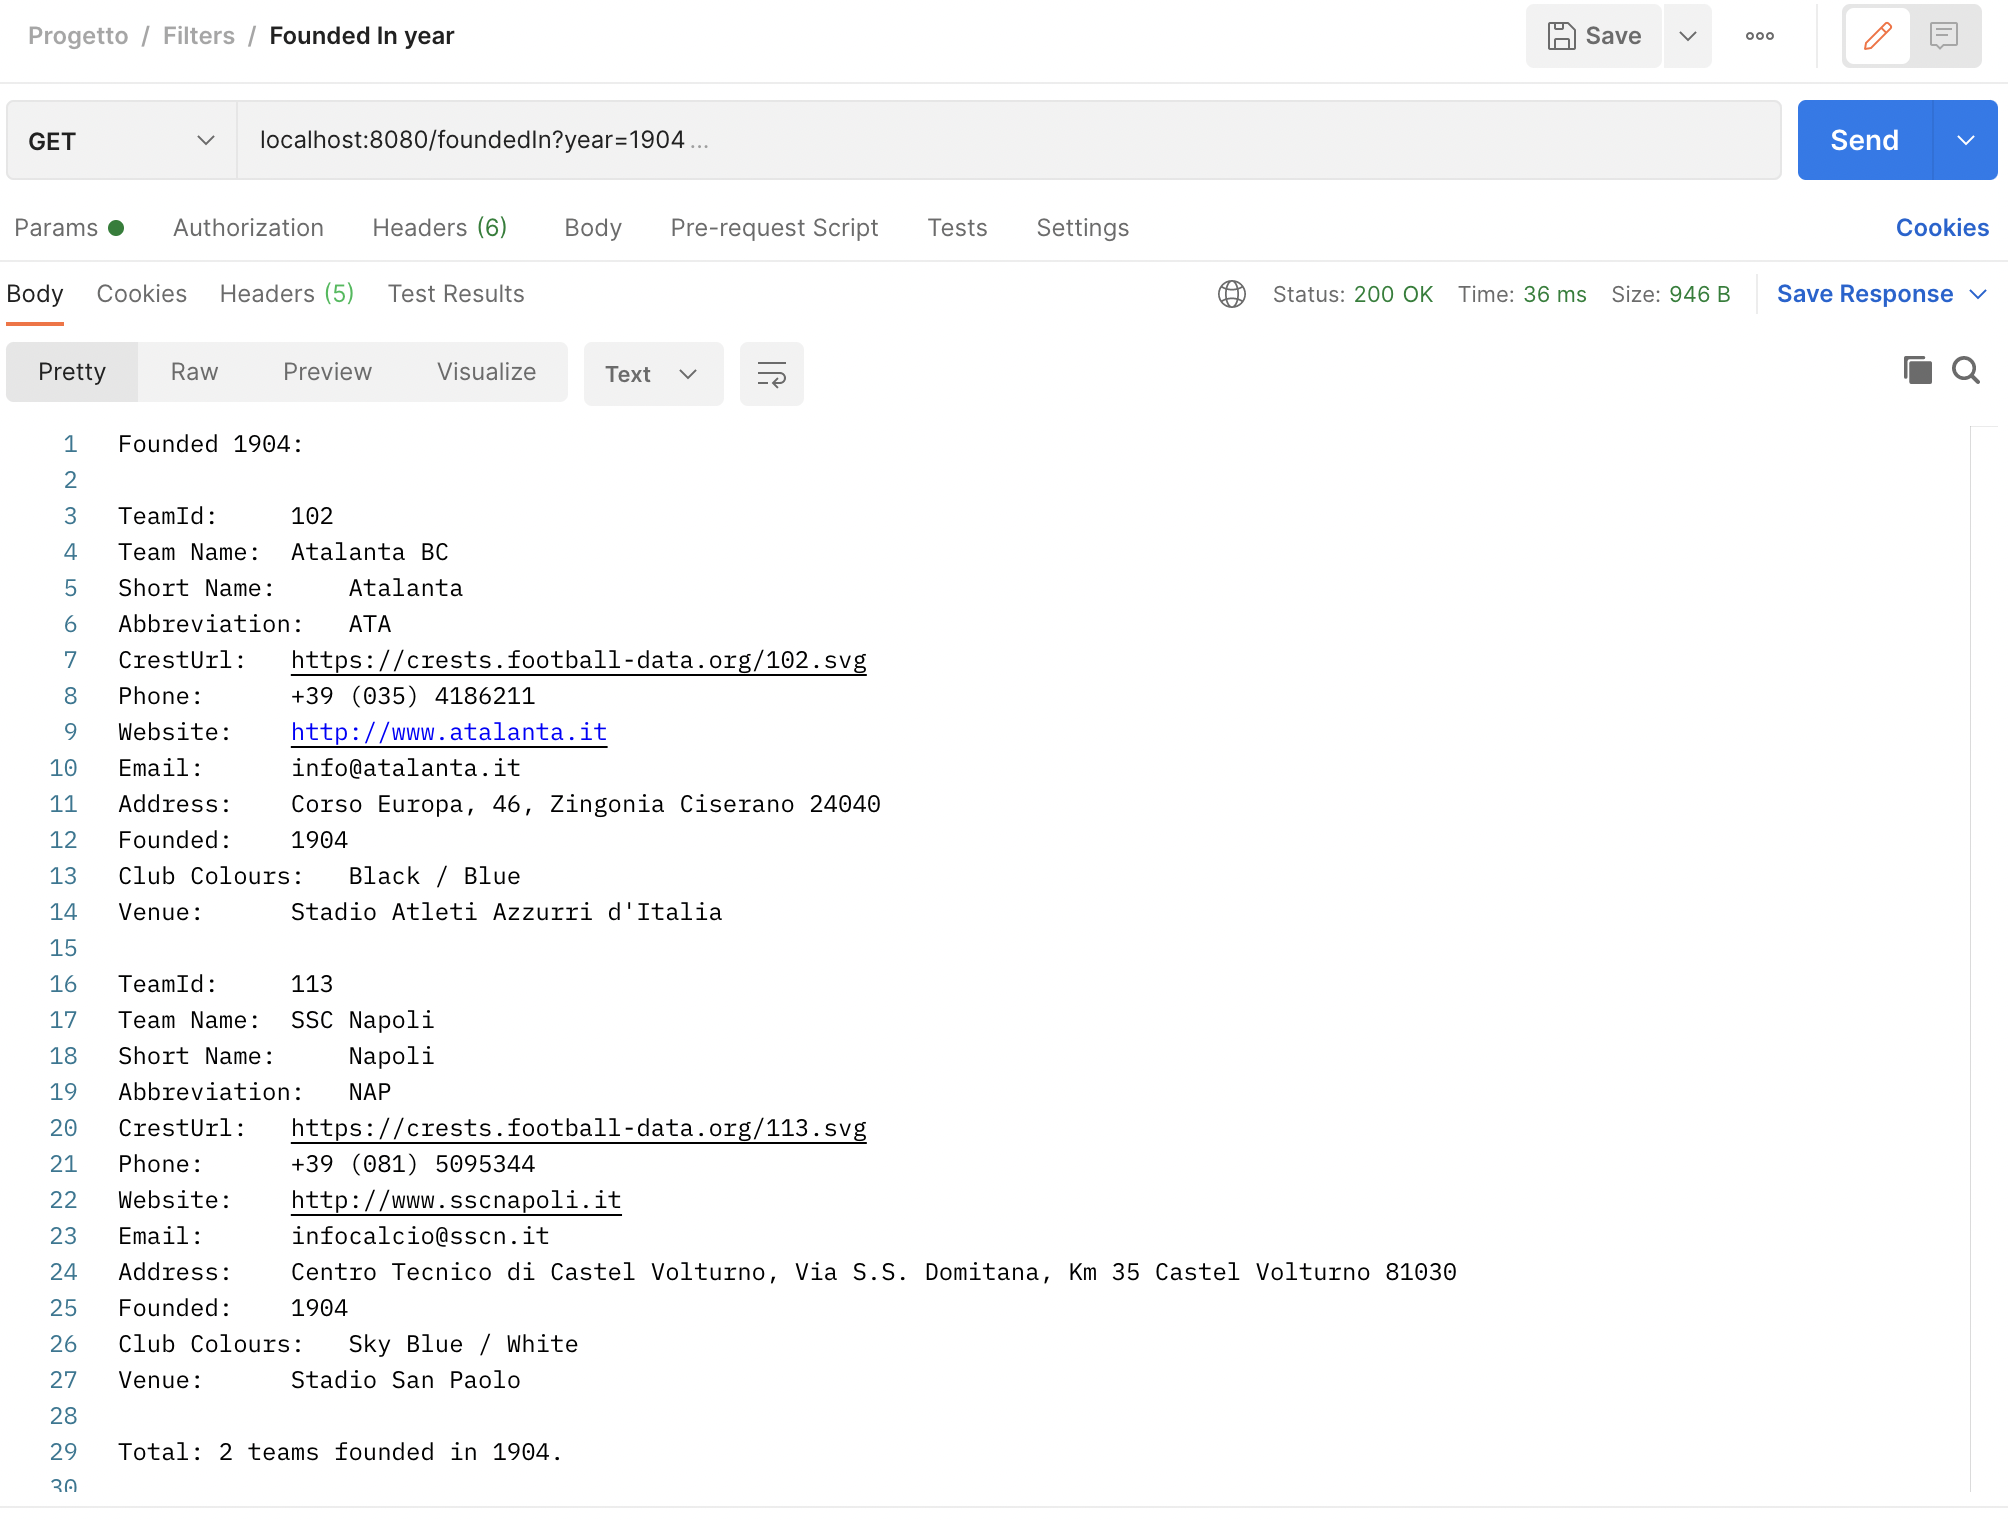 Progetto / Filters / Founded In year
Save
GET localhost:8080/foundedIn?year=1904 ... Send
Params Authorization Headers (6) Body Pre-request Script Tests Settings Cookies
Body Cookies Headers (5) Test Results Status: 200 OK Time: 36 ms Size: 946 B Save Response
Pretty Raw Preview Visualize Text
1 Founded 1904:
2
3 TeamId: 102
4 Team Name: Atalanta BC
5 Short Name: Atalanta
6 Abbreviation: ATA
7 CrestUrl: https://crests.football-data.org/102.svg
8 Phone: +39 (035) 4186211
9 Website: http://www.atalanta.it
10 Email: info@atalanta.it
11 Address: Corso Europa, 46, Zingonia Ciserano 24040
12 Founded: 1904
13 Club Colours: Black / Blue
14 Venue: Stadio Atleti Azzurri d'Italia
15
16 TeamId: 113
17 Team Name: SSC Napoli
18 Short Name: Napoli
19 Abbreviation: NAP
20 CrestUrl: https://crests.football-data.org/113.svg
21 Phone: +39 (081) 5095344
22 Website: http://www.sscnapoli.it
23 Email: infocalcio@sscn.it
24 Address: Centro Tecnico di Castel Volturno, Via S.S. Domitana, Km 35 Castel Volturno 81030
25 Founded: 1904
26 Club Colours: Sky Blue / White
27 Venue: Stadio San Paolo
28
29 Total: 2 teams founded in 1904.
30